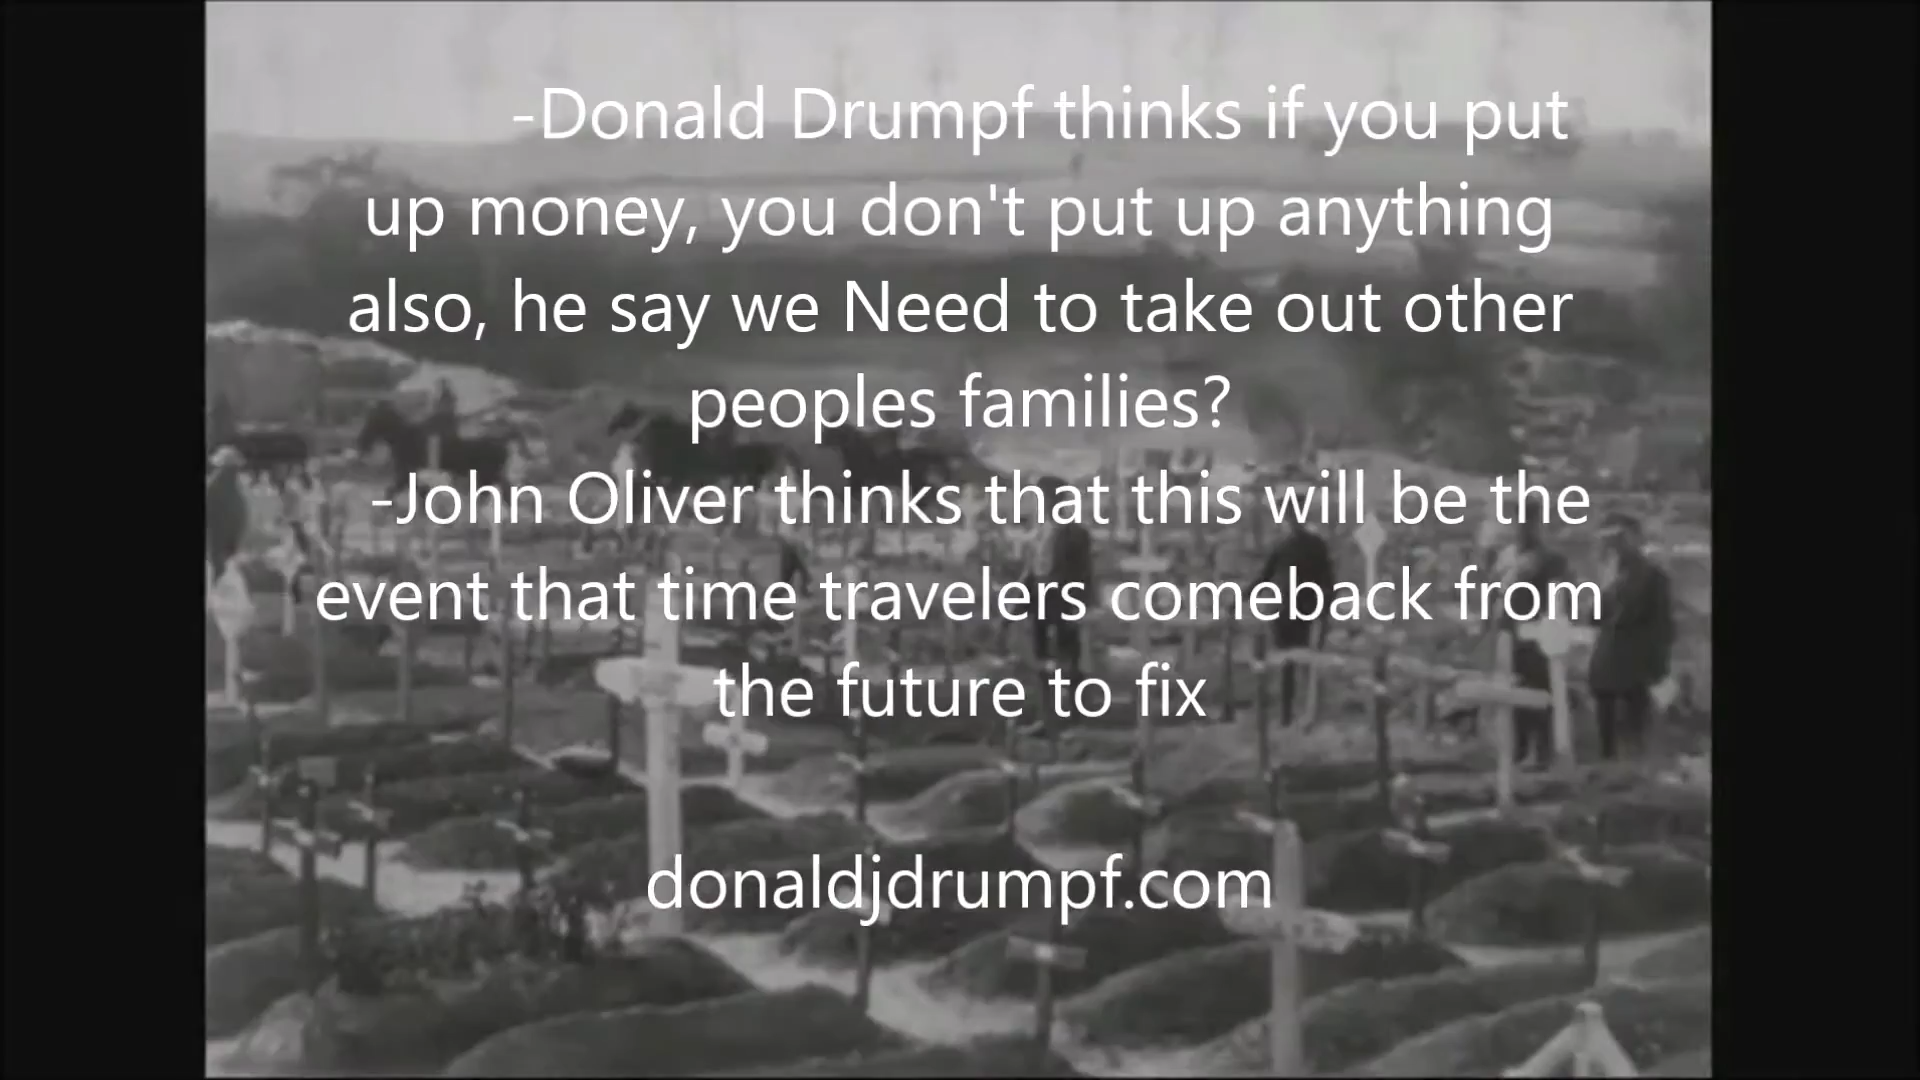 -Donald Drumpf thinks if you put
up money, you don't put up anything
also, he say we Need to take out other
peoples families?
-John Oliver thinks that this will be the
event that time travelers comeback from
the future to fix
donaldjdrumpf.com